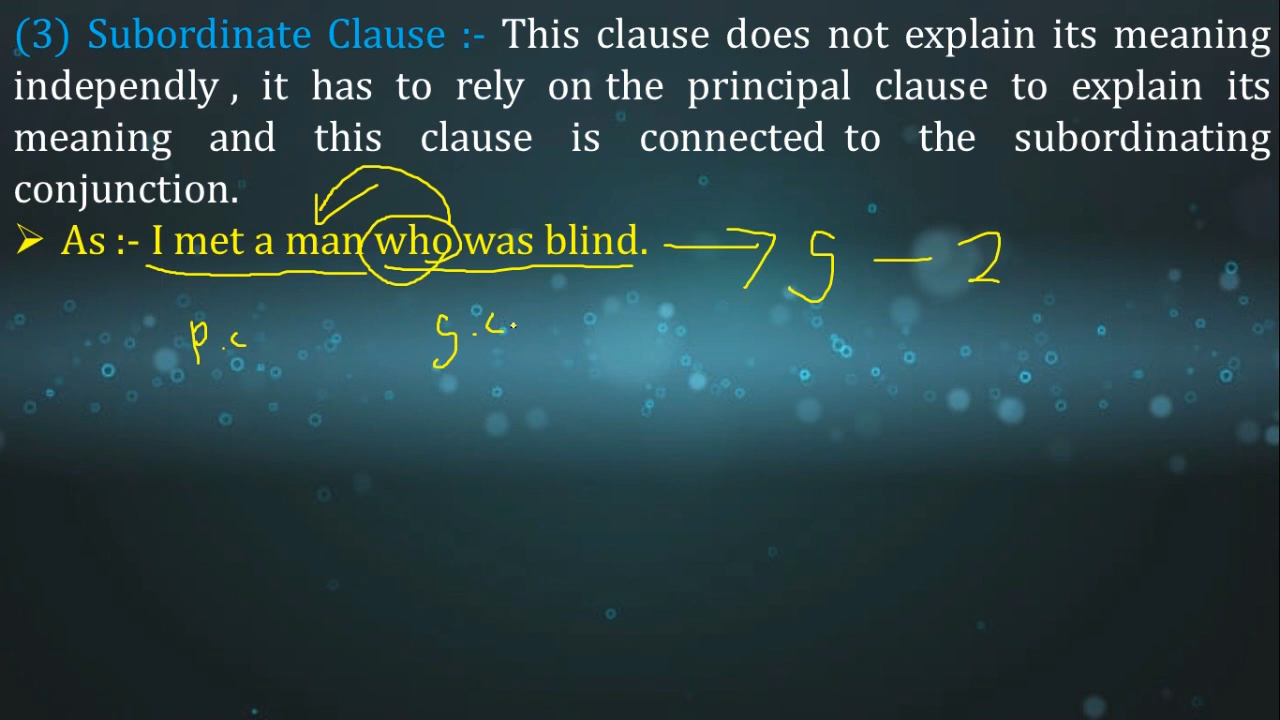 (3) Subordinate Clause :- This clause does not explain its meaning
independly , it has to rely on the principal clause to explain its
meaning and this clause is connected to the subordinating
conjunction.
➢ As :- I met a man who was blind. → S - 2
p.c S.c.